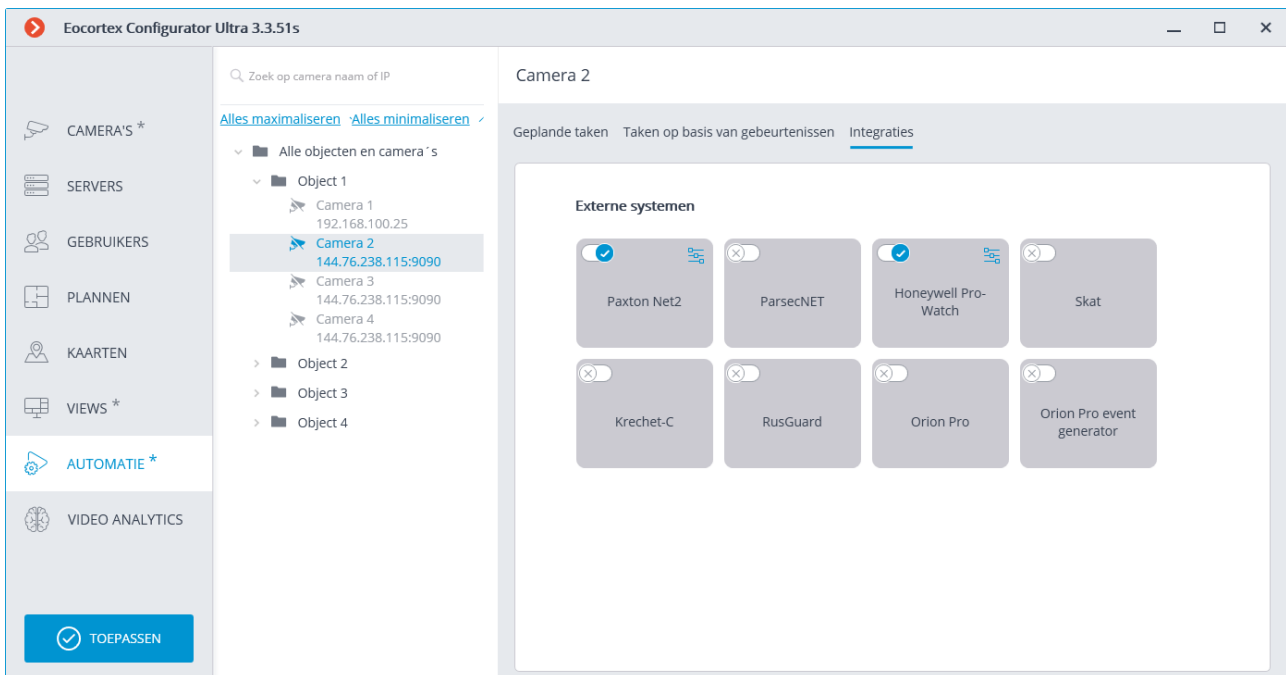 Eocortex Configurator Ultra 3.3.51s
CAMERA'S *
SERVERS
GEBRUIKERS
PLANNEN
KAARTEN
VIEWS *
AUTOMATIE *
VIDEO ANALYTICS
TOEPASSEN
Zoek op camera naam of IP
Alles maximaliseren Alles minimaliseren
Alle objecten en camera´s
Object 1
Camera 1
192.168.100.25
Camera 2
144.76.238.115:9090
Camera 3
144.76.238.115:9090
Camera 4
144.76.238.115:9090
Object 2
Object 3
Object 4
Camera 2
Geplande taken Taken op basis van gebeurtenissen Integraties
Externe systemen
Paxton Net2
ParsecNET
Honeywell Pro-
Watch
Skat
Krechet-C
RusGuard
Orion Pro
Orion Pro event
generator